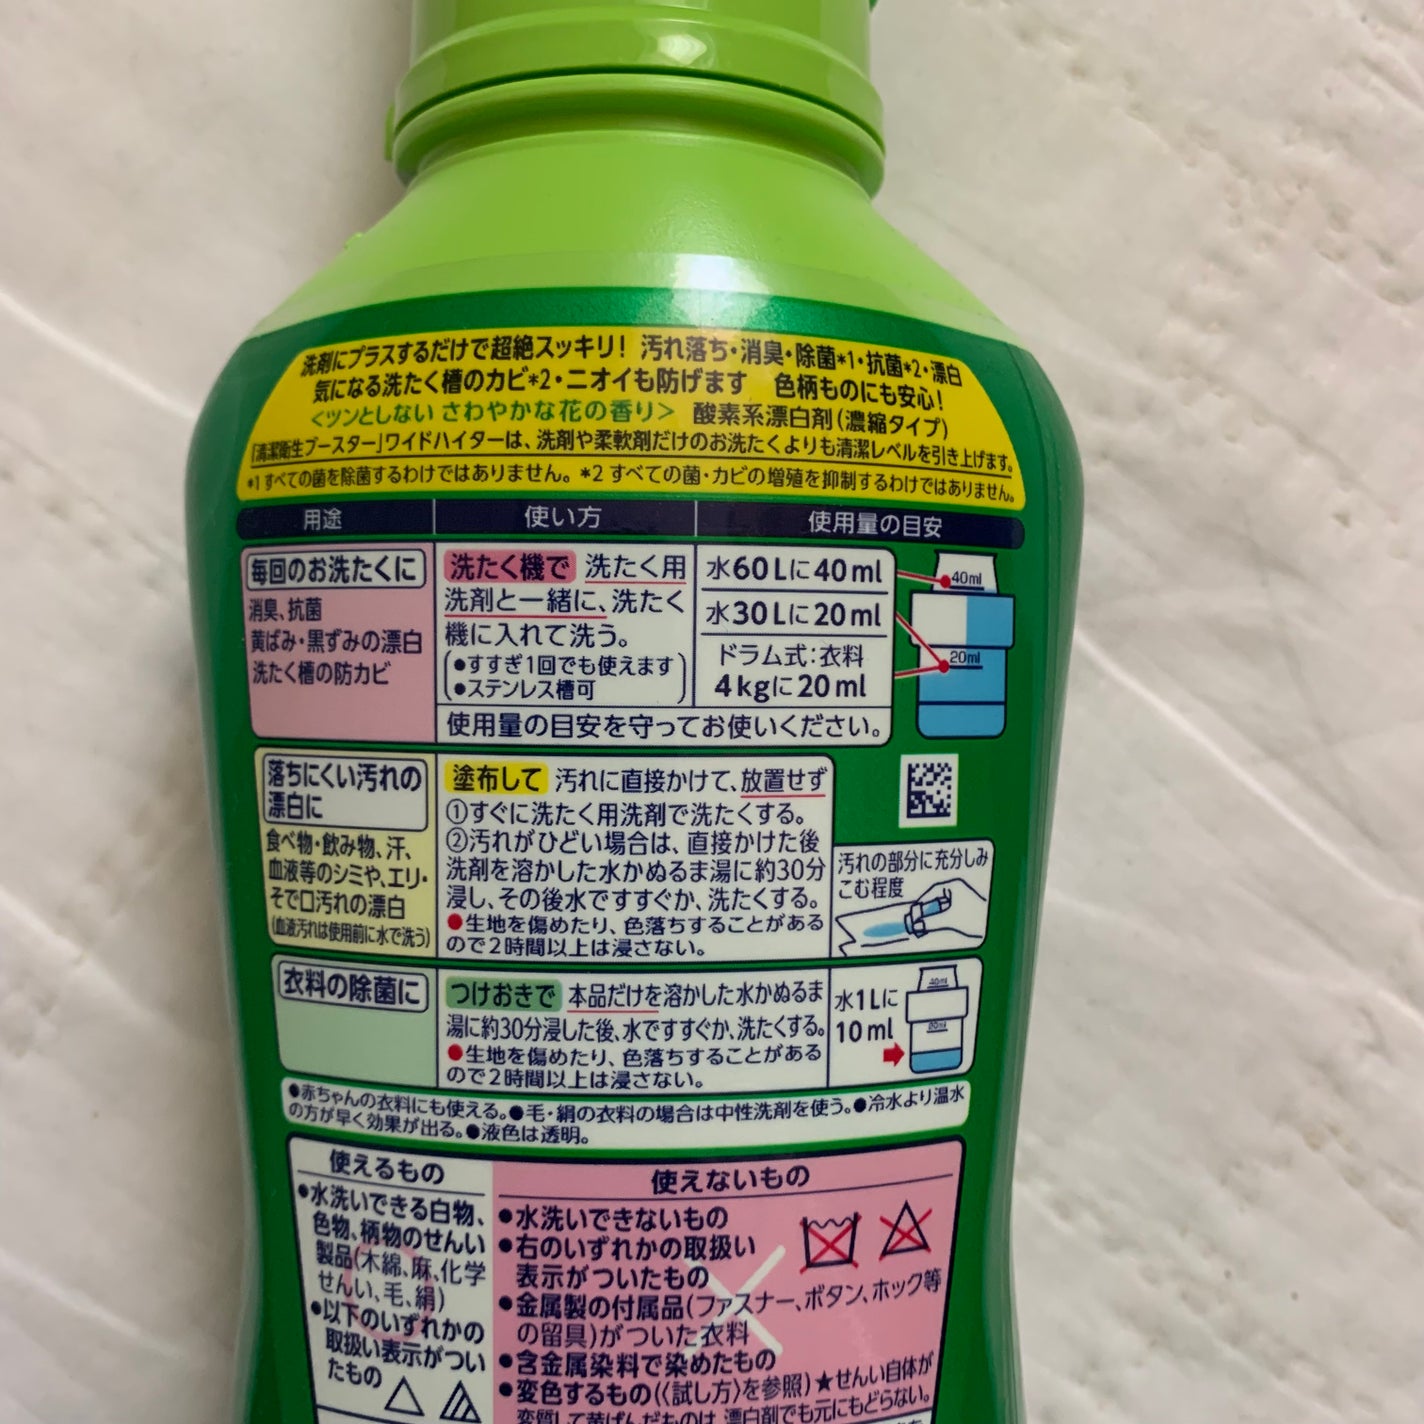 洗剤にプラスするだけで超絶スッキリ! 汚れ落ち・消臭・除菌*1・抗菌*2・漂白
気になる洗たく槽のカビ*2・ニオイも防げます 色柄ものにも安心!
<ツンとしない さわやかな花の香り> 酸素系漂白剤(濃縮タイプ)
「清潔衛生ブースター」ワイドハイターは、洗剤や柔軟剤だけのお洗たくよりも清潔レベルを引き上げます。
*1 すべての菌を除菌するわけではありません。*2 すべての菌・カビの増殖を抑制するわけではありません。
用途 使い方 使用量の目安
毎回のお洗たくに
消臭、抗菌
黄ばみ・黒ずみの漂白
洗たく槽の防カビ
洗たく機で 洗たく用
洗剤と一緒に、洗たく
機に入れて洗う。
●すすぎ1回でも使えます
●ステンレス槽可
水60Lに40ml
水30Lに20ml
ドラム式:衣料
4kgに20ml
40ml
20ml
使用量の目安を守ってお使いください。
落ちにくい汚れの
漂白に
食べ物・飲み物、汗、
血液等のシミや、エリ・
そで口汚れの漂白
(血液汚れは使用前に水で洗う)
塗布して 汚れに直接かけて、放置せず
①すぐに洗たく用洗剤で洗たくする。
②汚れがひどい場合は、直接かけた後
洗剤を溶かした水かぬるま湯に約30分
浸し、その後水ですすぐか、洗たくする。
●生地を傷めたり、色落ちすることがある
ので2時間以上は浸さない。
汚れの部分に充分しみ
こむ程度
衣料の除菌に
つけおきで 本品だけを溶かした水かぬるま
湯に約30分浸した後、水ですすぐか、洗たくする。
●生地を傷めたり、色落ちすることがある
ので2時間以上は浸さない。
水1Lに
10ml
40ml
20ml
●赤ちゃんの衣料にも使える。●毛・絹の衣料の場合は中性洗剤を使う。●冷水より温水
の方が早く効果が出る。●液色は透明。
使えるもの
●水洗いできる白物、
色物、柄物のせんい
製品(木綿、麻、化学
せんい、毛、絹)
●以下のいずれかの
取扱い表示がつい
たもの
使えないもの
●水洗いできないもの
●右のいずれかの取扱い
表示がついたもの
●金属製の付属品(ファスナー、ボタン、ホック等
の留具)がついた衣料
●含金属染料で染めたもの
●変色するもの(〈試し方〉を参照)★せんい自体が
変質して黄ばんだものは、漂白剤でも元にもどらない。